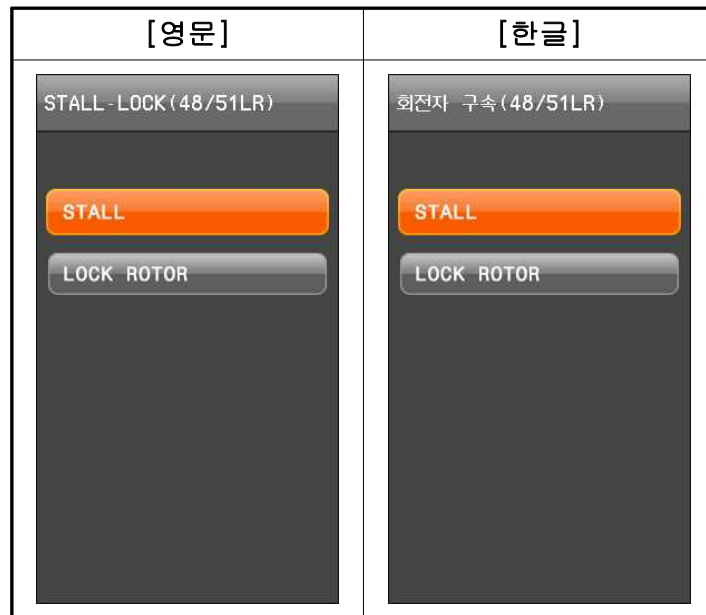 [영문]
[한글]
STALL-LOCK(48/51LR)
회전자 구속(48/51LR)
STALL
STALL
LOCK ROTOR
LOCK ROTOR